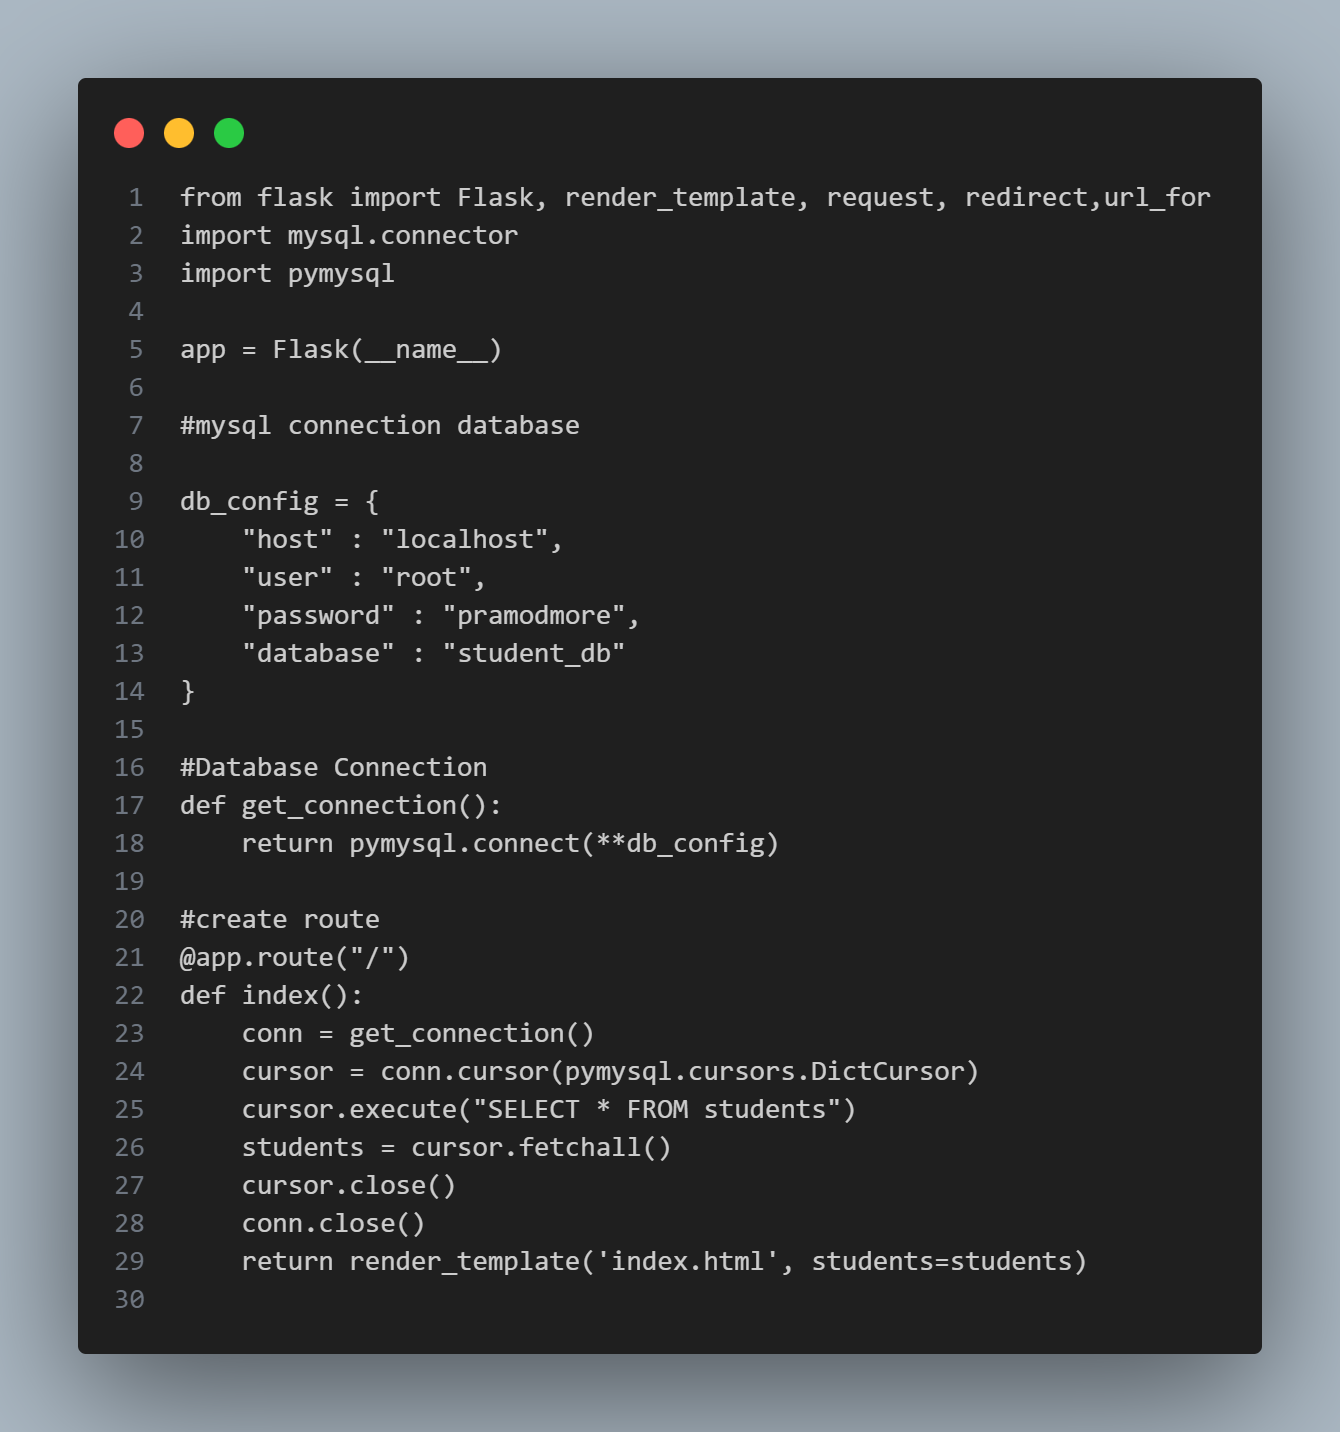 1 from flask import Flask, render_template, request, redirect,url_for
2 import mysql.connector
3 import pymysql
4
5 app = Flask(__name__)
6
7 #mysql connection database
8
9 db_config = {
10     "host" : "localhost",
11     "user" : "root",
12     "password" : "pramodmore",
13     "database" : "student_db"
14 }
15
16 #Database Connection
17 def get_connection():
18     return pymysql.connect(**db_config)
19
20 #create route
21 @app.route("/")
22 def index():
23     conn = get_connection()
24     cursor = conn.cursor(pymysql.cursors.DictCursor)
25     cursor.execute("SELECT * FROM students")
26     students = cursor.fetchall()
27     cursor.close()
28     conn.close()
29     return render_template('index.html', students=students)
30